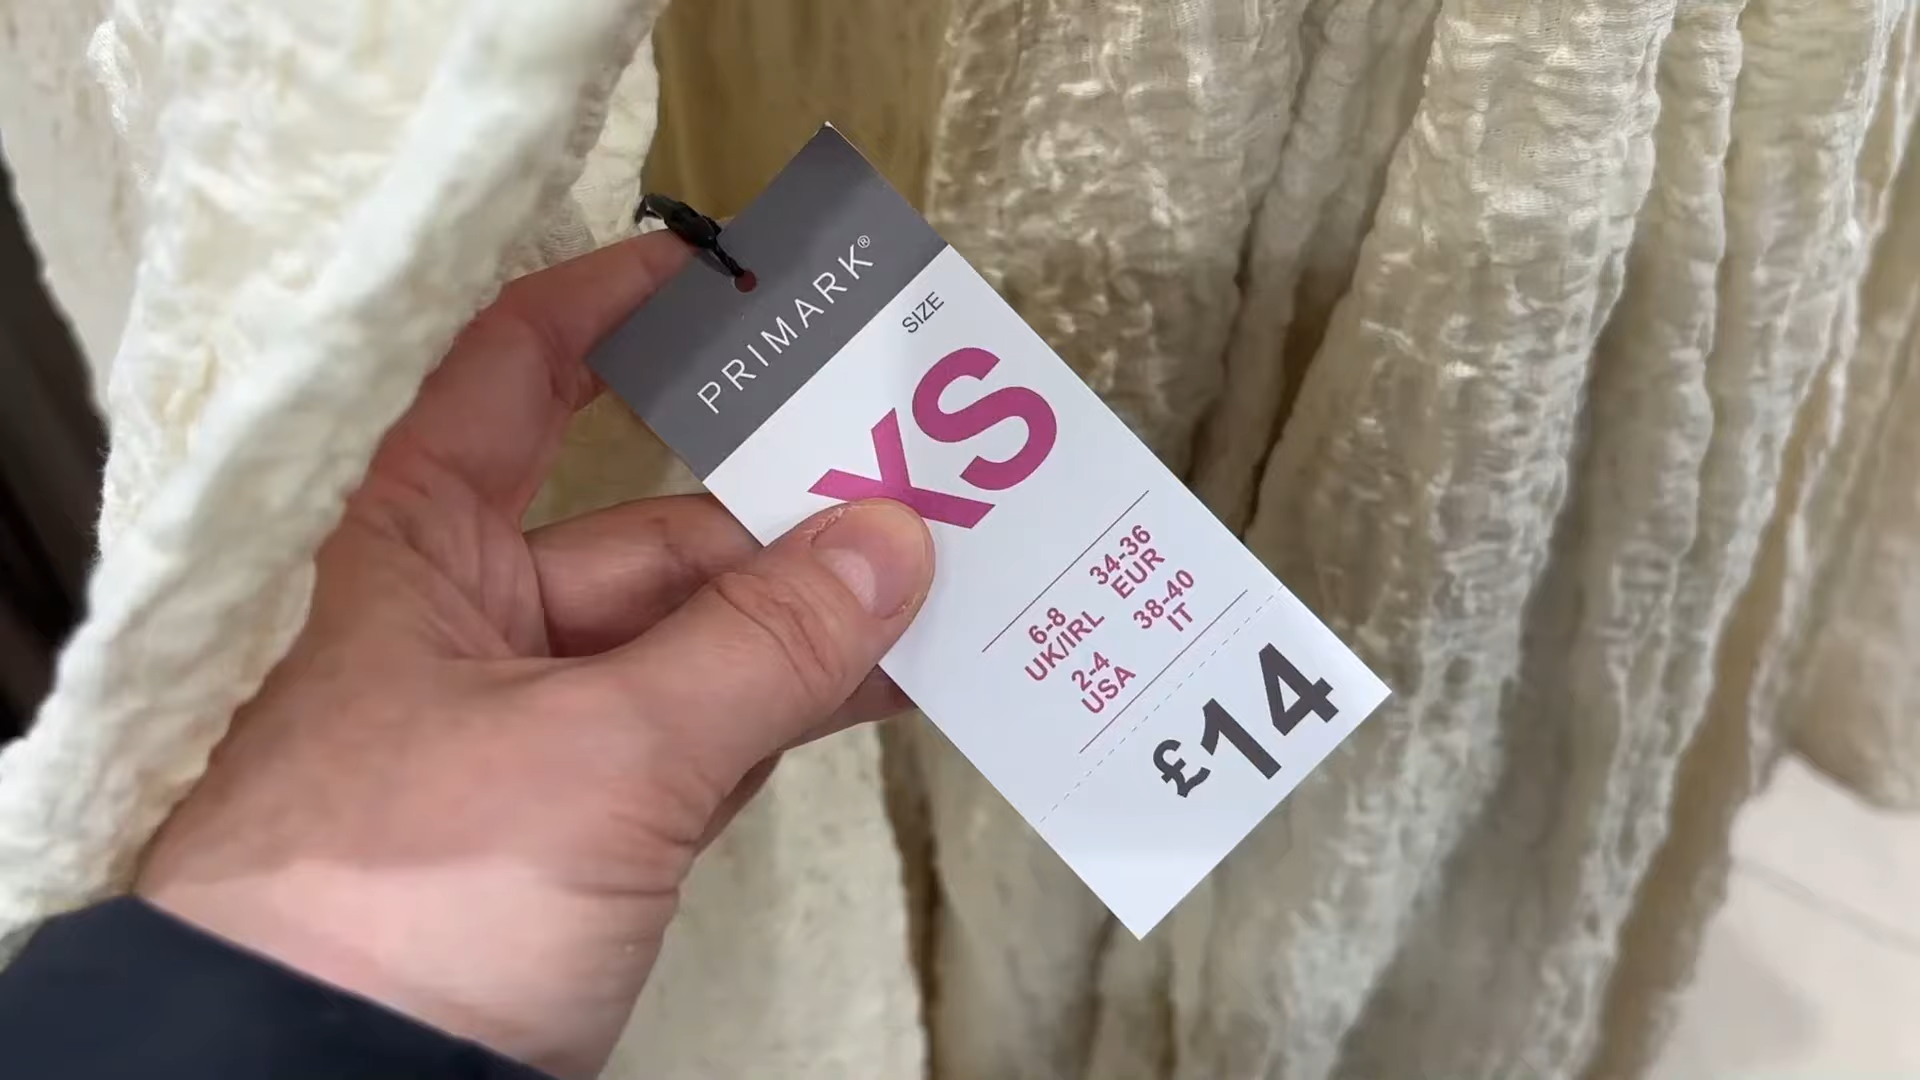 PRIMARK®
SIZE
XS
6-8
UK/IRL
34-36
EUR
2-4
USA
38-40
IT
£14